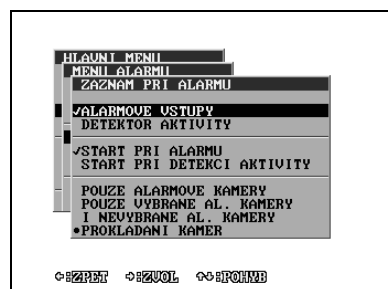 HLAVNI MENU
MENU ALARMU
ZAZNAM PRI ALARMU
√ALARMOVE VSTUPY
DETEKTOR AKTIVITY
√START PRI ALARMU
START PRI DETEKCI AKTIVITY
POUZE ALARMOVE KAMERY
POUZE VYBRANE AL. KAMERY
I NEVYBRANE AL. KAMERY
•PROKLADANI KAMER
:ZPET :ZVOL :POHYB